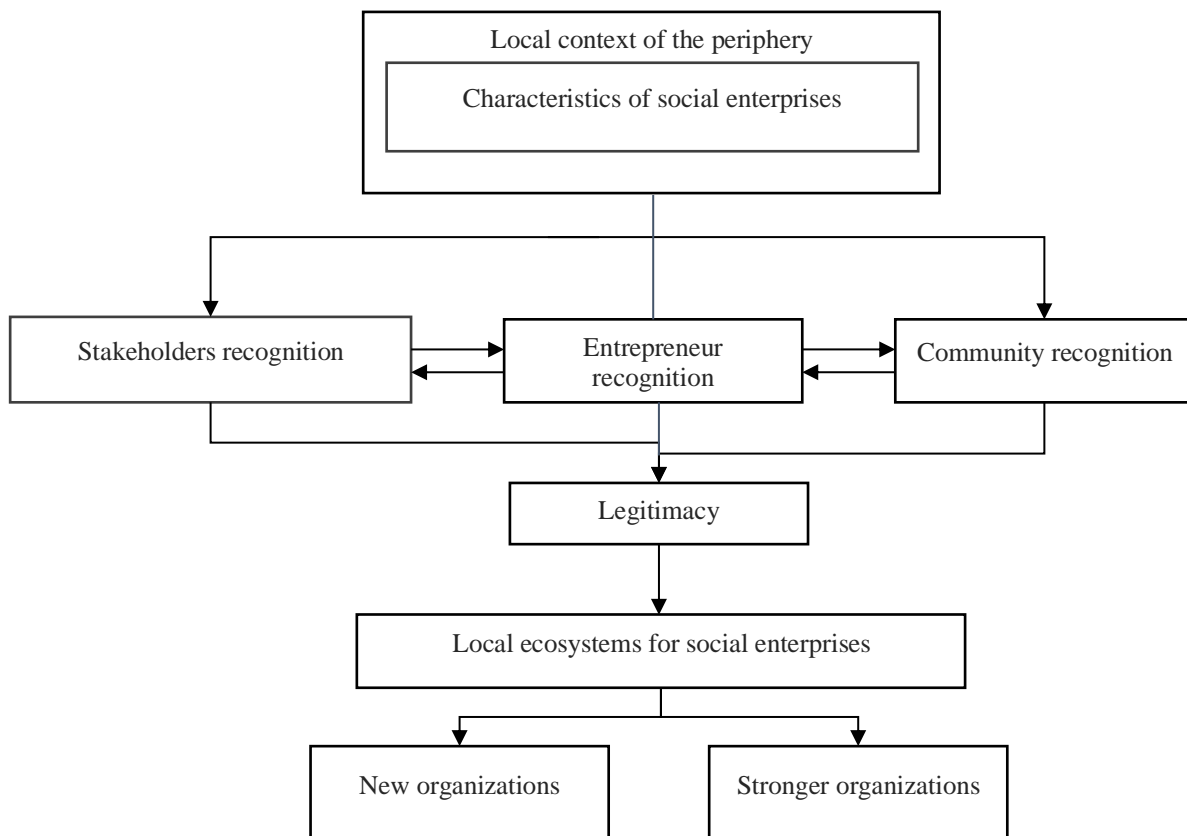 Local context of the periphery
Characteristics of social enterprises
Stakeholders recognition
Entrepreneur
recognition
Community recognition
Legitimacy
Local ecosystems for social enterprises
New organizations
Stronger organizations